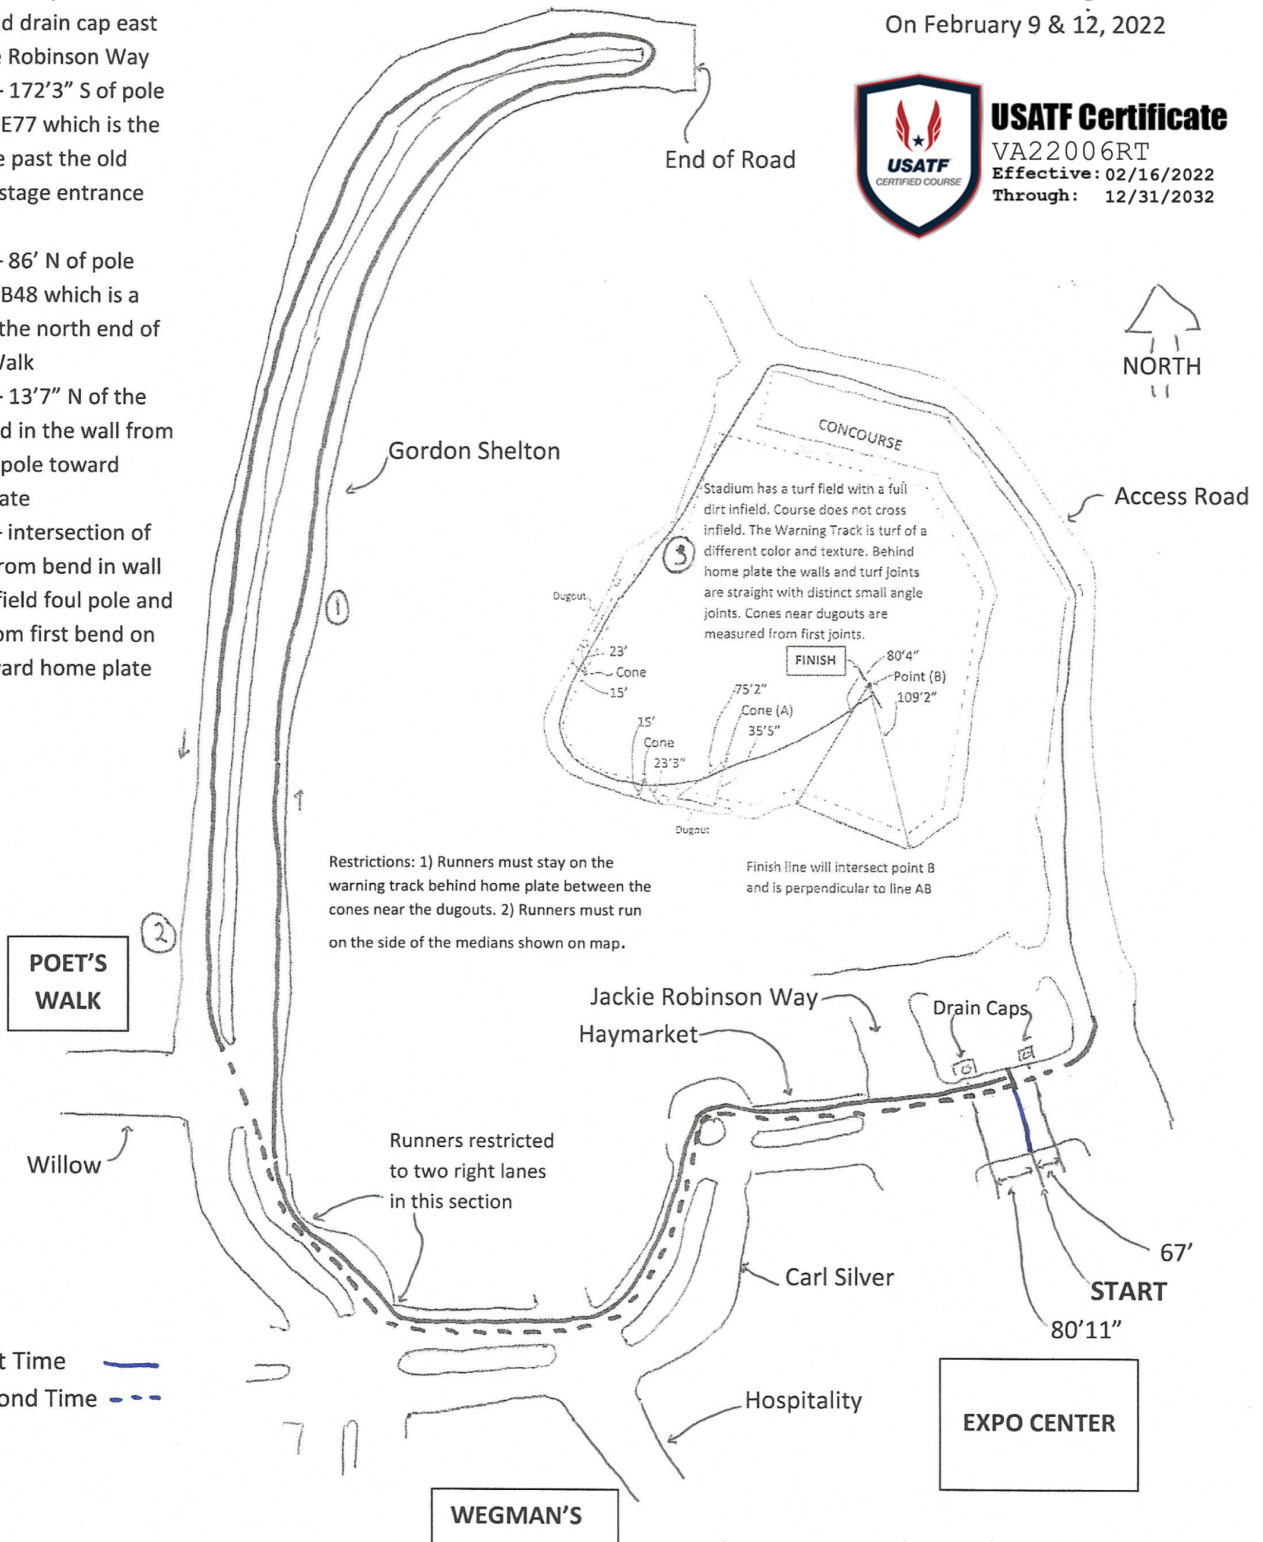 d drain cap east
Robinson Way
- 172'3" S of pole
E77 which is the
past the old
stage entrance
- 86' N of pole
B48 which is a
the north end of
Walk
- 13'7" N of the
d in the wall from
pole toward
ate
- intersection of
rom bend in wall
field foul pole and
om first bend on
ward home plate
On February 9 & 12, 2022
USATF
CERTIFIED COURSE
USATF Certificate
VA22006RT
Effective: 02/16/2022
Through: 12/31/2032
End of Road
NORTH
Gordon Shelton
CONCOURSE
Access Road
Stadium has a turf field with a full
dirt infield. Course does not cross
infield. The Warning Track is turf of a
different color and texture. Behind
home plate the walls and turf joints
are straight with distinct small angle
joints. Cones near dugouts are
measured from first joints.
3
1
Dugout
23'
Cone
15'
FINISH
80'4"
Point (B)
109'2"
75'2"
Cone (A)
35'5"
15'
Cone
23'3"
Dugout
Restrictions: 1) Runners must stay on the
warning track behind home plate between the
cones near the dugouts. 2) Runners must run
on the side of the medians shown on map.
Finish line will intersect point B
and is perpendicular to line AB
2
POET'S
WALK
Jackie Robinson Way
Haymarket
Drain Caps
Willow
Runners restricted
to two right lanes
in this section
Carl Silver
67'
START
80'11"
t Time
ond Time
Hospitality
EXPO CENTER
WEGMAN'S